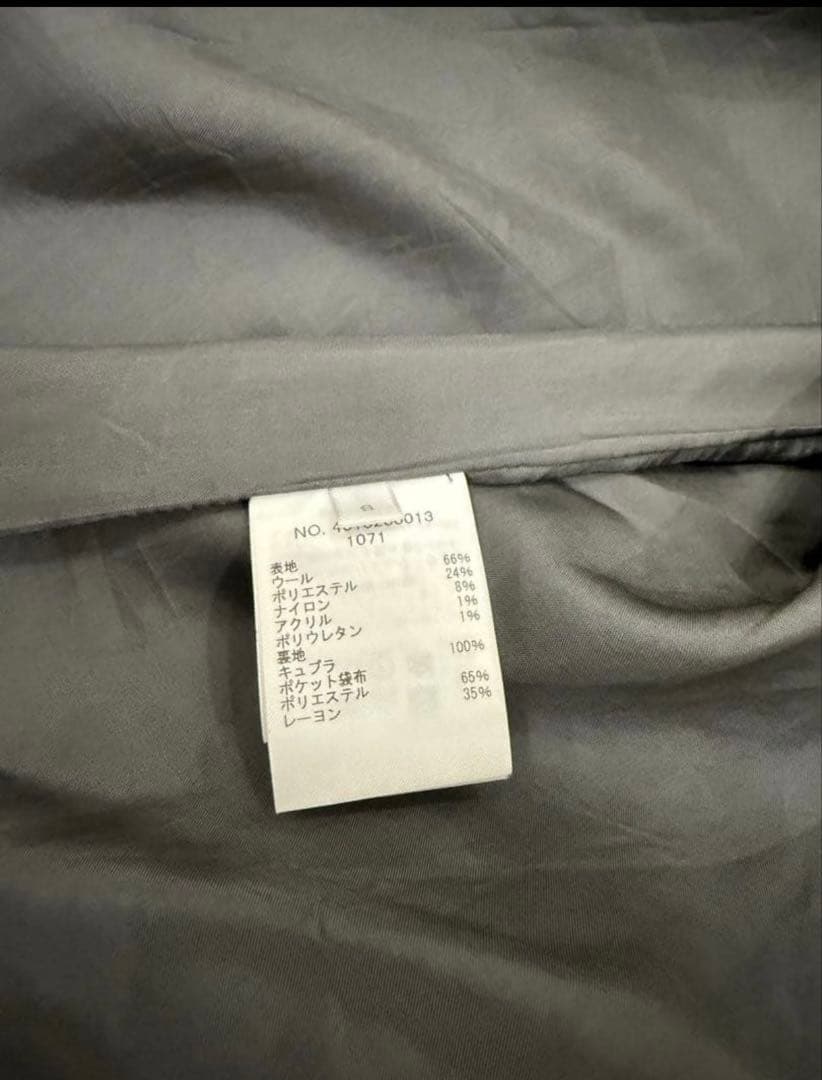 NO.
1071
表地
ウール 66%
ポリエステル 24%
ナイロン 8%
アクリル 1%
ポリウレタン 1%
裏地
キュプラ 100%
ポケット袋布
ポリエステル 65%
レーヨン 35%